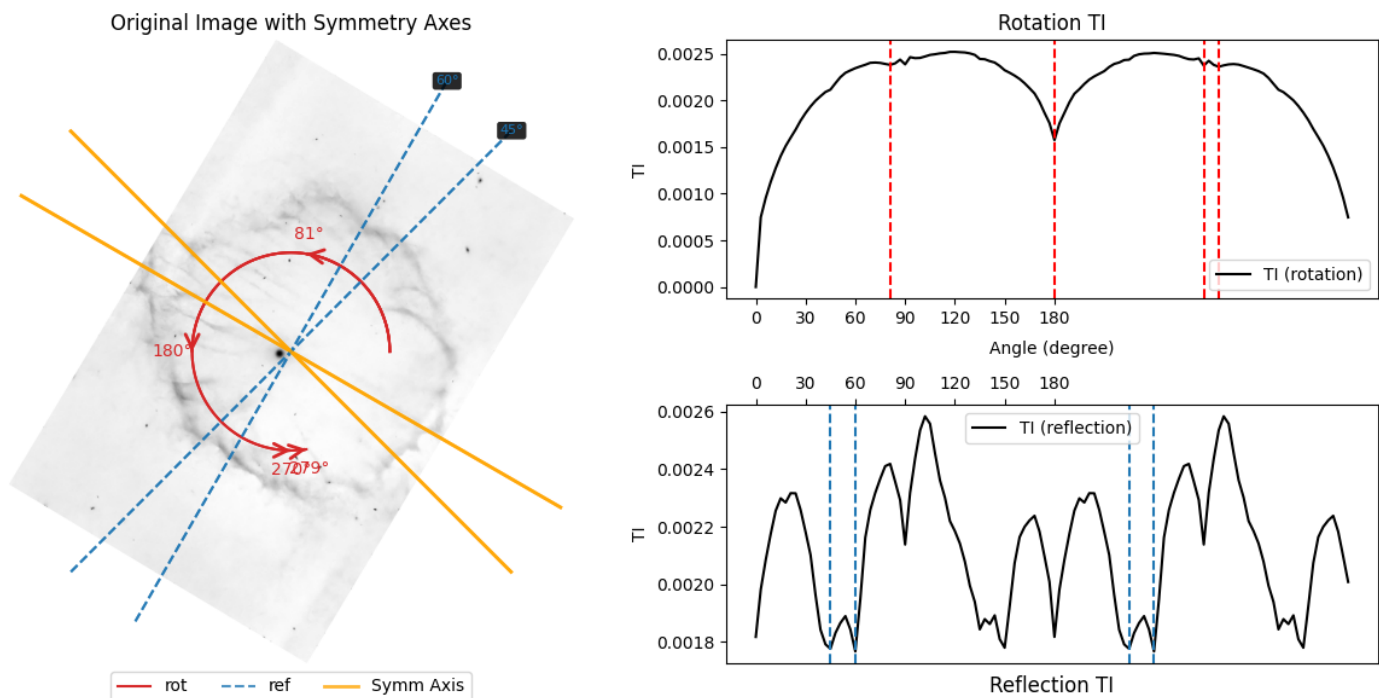 Original Image with Symmetry Axes
60°
45°
81°
180°
270°
279°
rot
ref
Symm Axis
Rotation TI
TI
0.0025
0.0020
0.0015
0.0010
0.0005
0.0000
TI (rotation)
0 30 60 90 120 150 180
Angle (degree)
0 30 60 90 120 150 180
TI
0.0026
0.0024
0.0022
0.0020
0.0018
TI (reflection)
Reflection TI